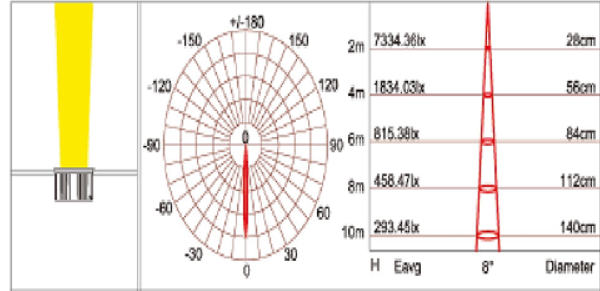 +/-180
-150 150
-120 120
0
-90 90
-60 60
-30 30
0
2m 7334.36lx 28cm
4m 1834.03lx 56cm
6m 815.38lx 84cm
8m 458.47lx 112cm
10m 293.45lx 140cm
H Eavg 8° Diameter